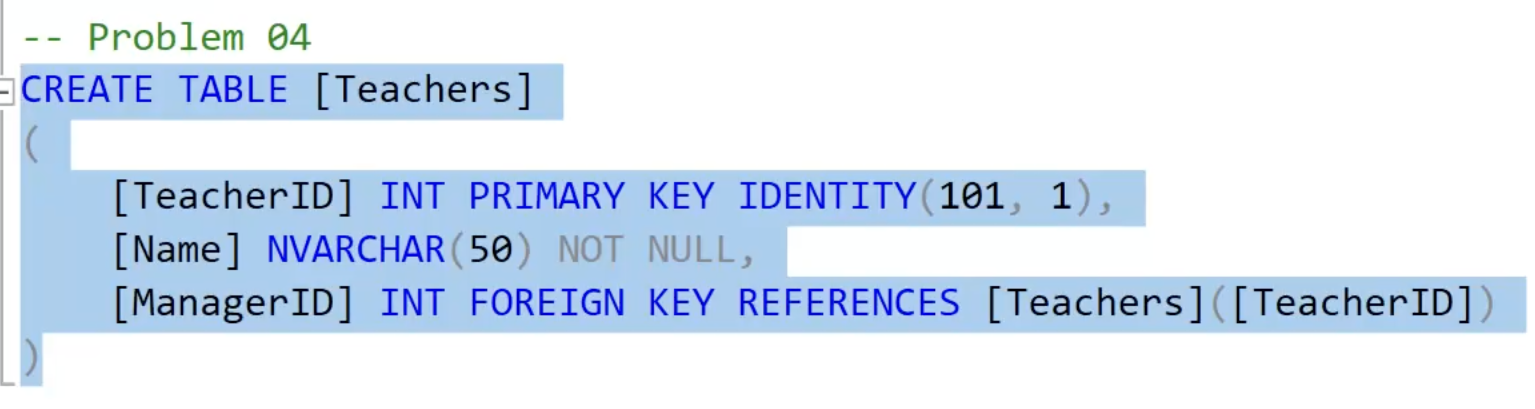 -- Problem 04
CREATE TABLE [Teachers]
(
    [TeacherID] INT PRIMARY KEY IDENTITY(101, 1),
    [Name] NVARCHAR(50) NOT NULL,
    [ManagerID] INT FOREIGN KEY REFERENCES [Teachers]([TeacherID])
)